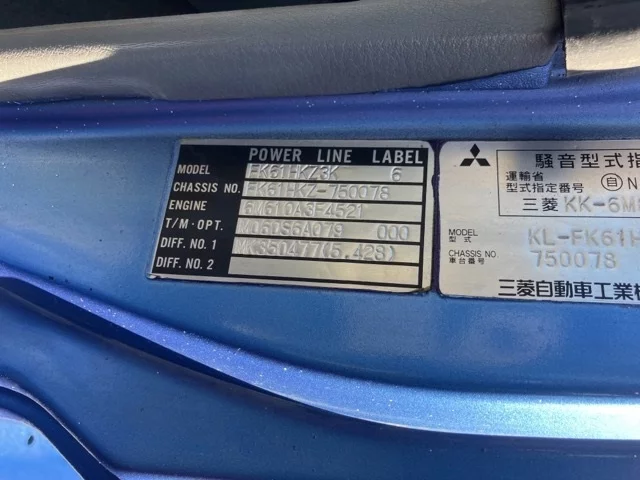 POWER LINE LABEL
MODEL FK61HKZ3K 6
CHASSIS NO. FK61HKZ-750078
ENGINE 6M61
T/M·OPT. M060S6A079 000
DIFF. NO. 1 (5.428)
DIFF. NO. 2
騒音型式指
運輸省
型式指定番号 自 N
三菱 KK-6M
MODEL 型式 KL-FK61H
CHASSIS NO. 車台番号 750078
三菱自動車工業